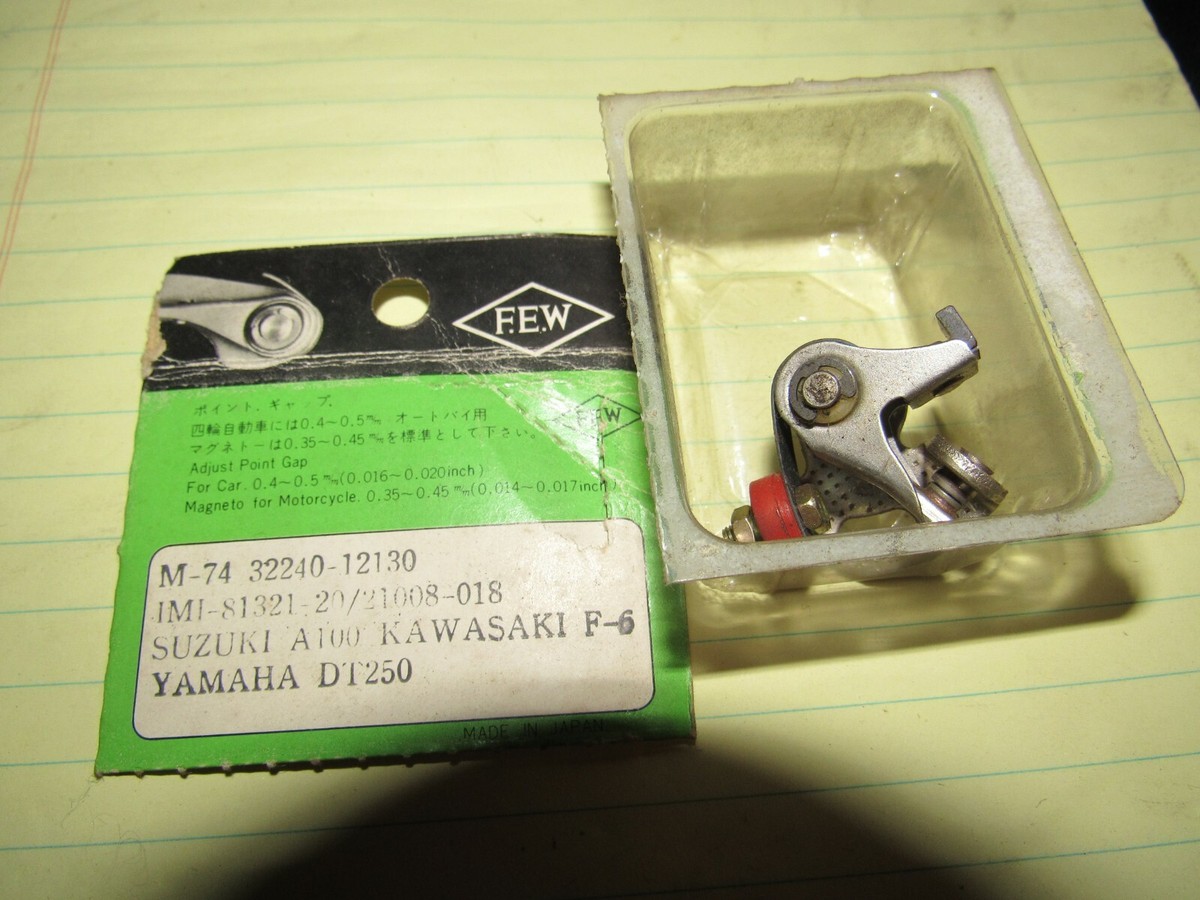 F.E.W
ポイント．ギャップ．
四輪自動車には0.4～0.5㎜ オートバイ用
マグネトーは0.35～0.45㎜を標準として下さい。
Adjust Point Gap
For Car. 0.4～0.5㎜(0.016～0.020inch)
Magneto for Motorcycle. 0.35～0.45㎜(0.014～0.017inch)
F.E.W
M-74 32240-12130
1M1-81321-20/21008-018
SUZUKI A100 KAWASAKI F-6
YAMAHA DT250
MADE IN JAPAN